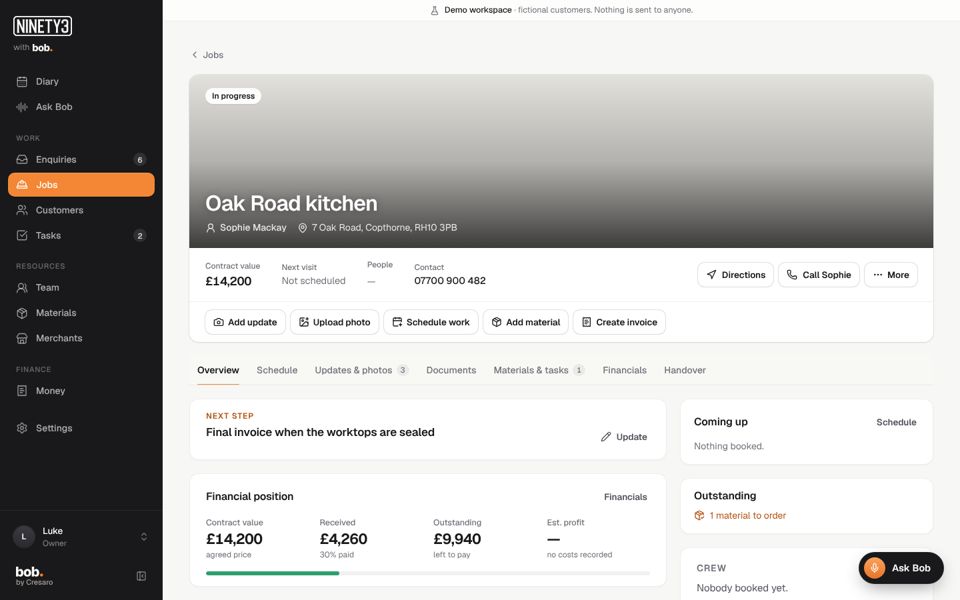 NINETY3
with bob.
Diary
Ask Bob
WORK
Enquiries 6
Jobs
Customers
Tasks 2
RESOURCES
Team
Materials
Merchants
FINANCE
Money
Settings
L
Luke
Owner
bob.
by Cresaro
Demo workspace · fictional customers. Nothing is sent to anyone.
Jobs
In progress
Oak Road kitchen
Sophie Mackay 7 Oak Road, Copthorne, RH10 3PB
Contract value
£14,200
Next visit
Not scheduled
People
—
Contact
07700 900 482
Directions
Call Sophie
More
Add update
Upload photo
Schedule work
Add material
Create invoice
Overview
Schedule
Updates & photos 3
Documents
Materials & tasks 1
Financials
Handover
NEXT STEP
Final invoice when the worktops are sealed
Update
Financial position
Financials
Contract value
£14,200
agreed price
Received
£4,260
30% paid
Outstanding
£9,940
left to pay
Est. profit
—
no costs recorded
Coming up
Schedule
Nothing booked.
Outstanding
1 material to order
CREW
Nobody booked yet.
Ask Bob